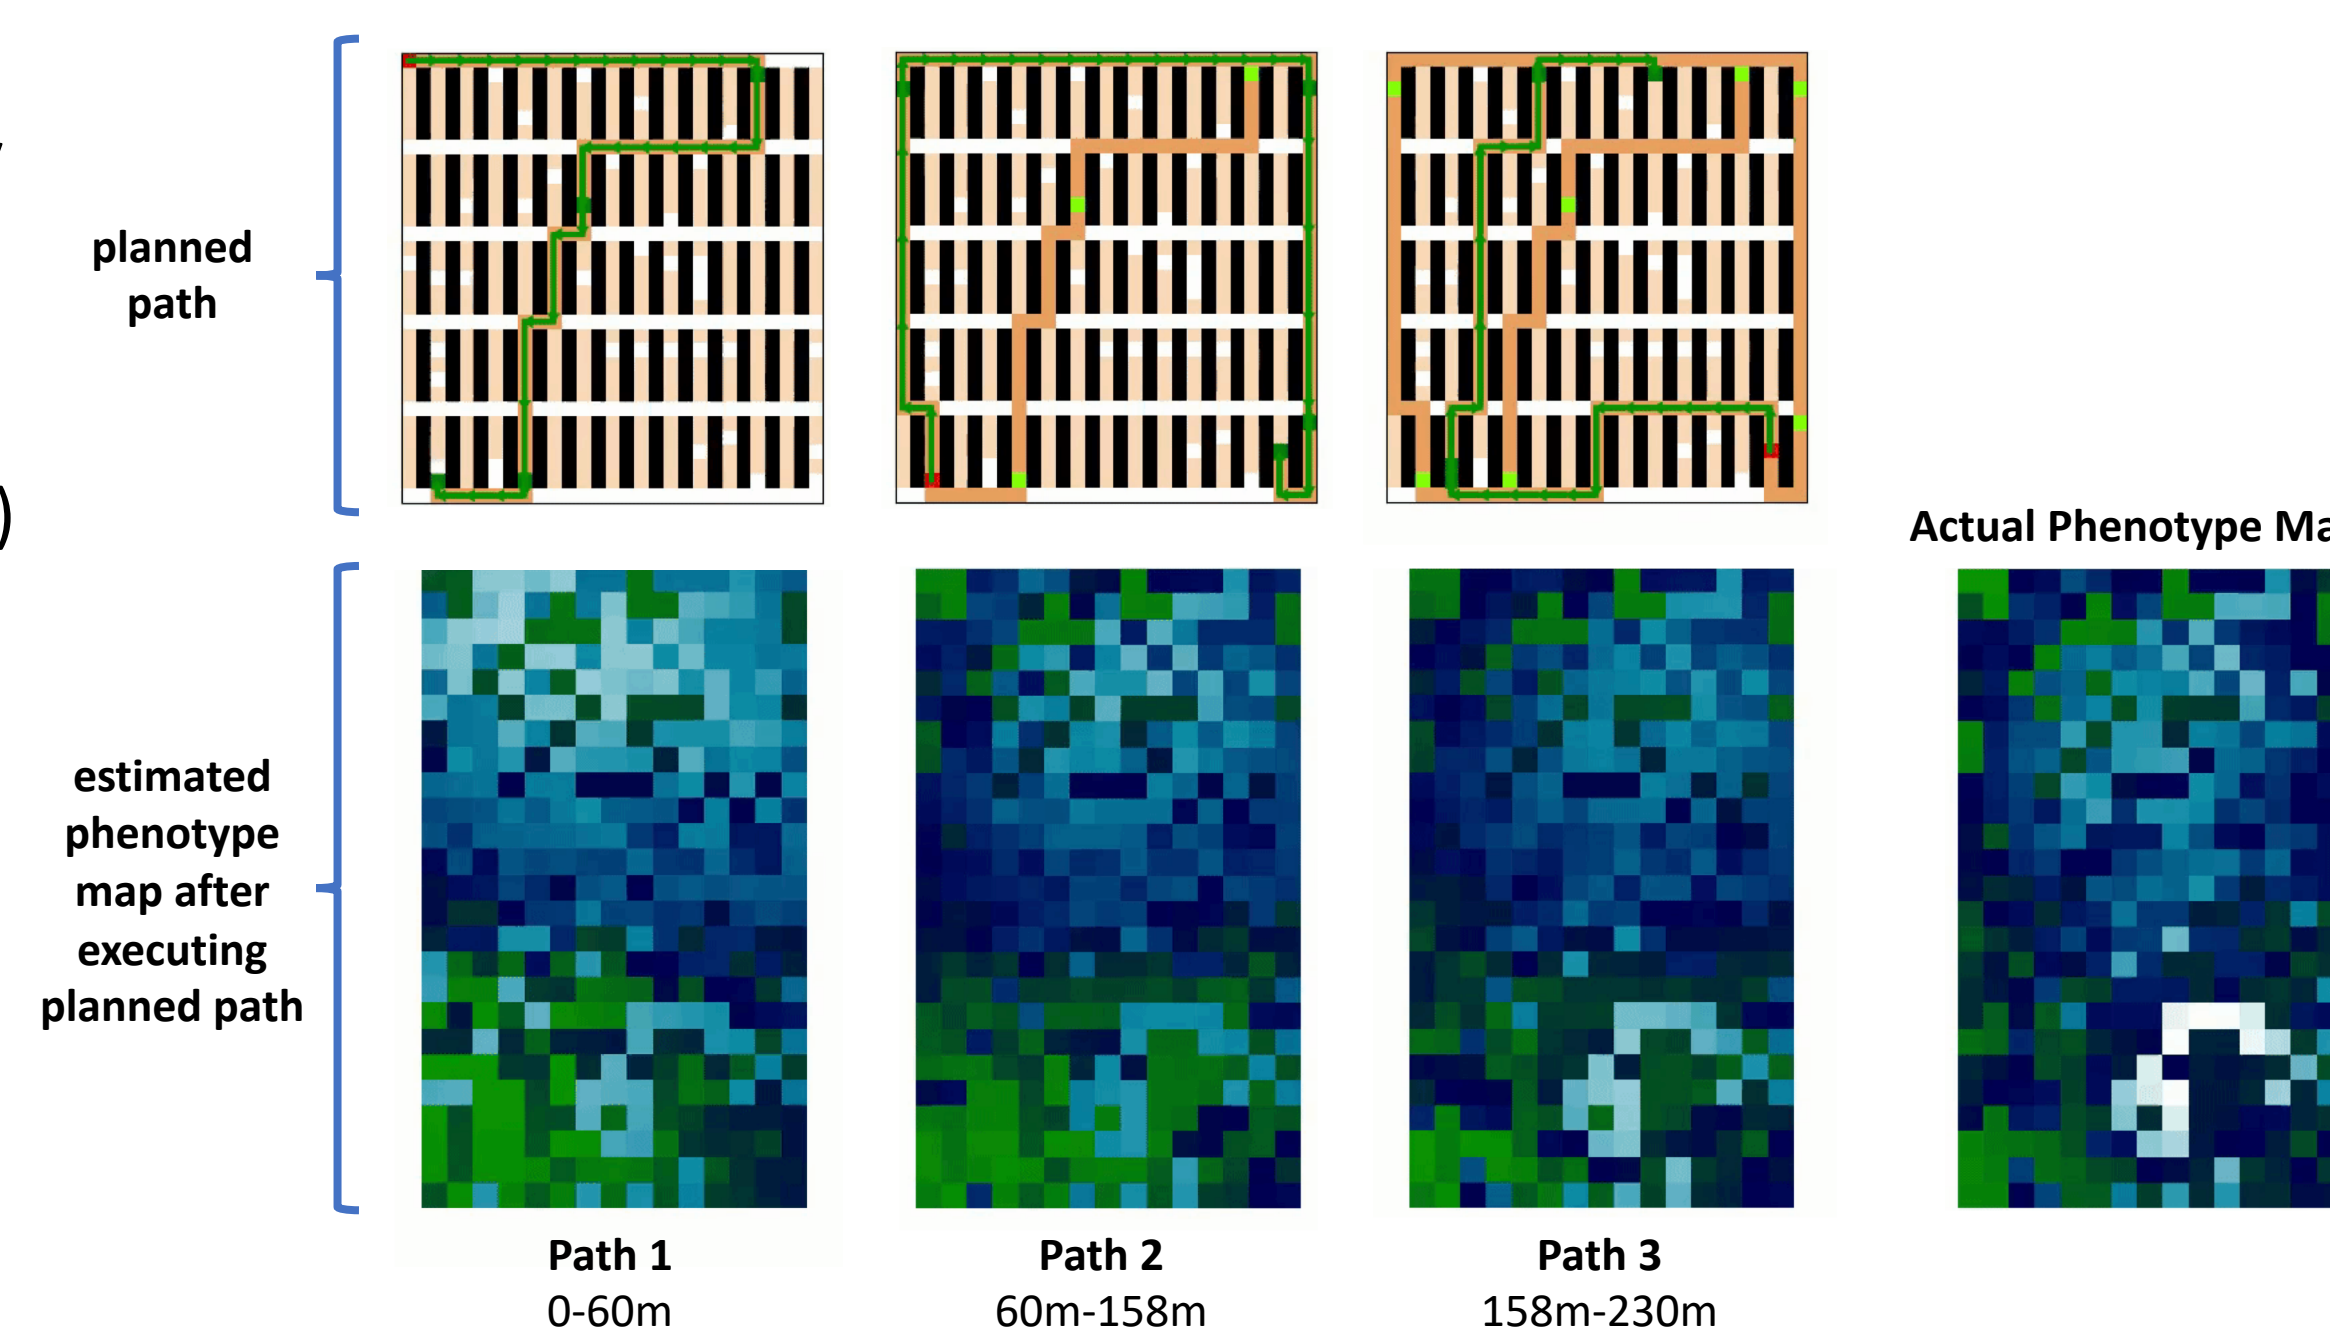 planned
path
Actual Phenotype
estimated
phenotype
map after
executing
planned path
Path 1
0-60m
Path 2
60m-158m
Path 3
158m-230m